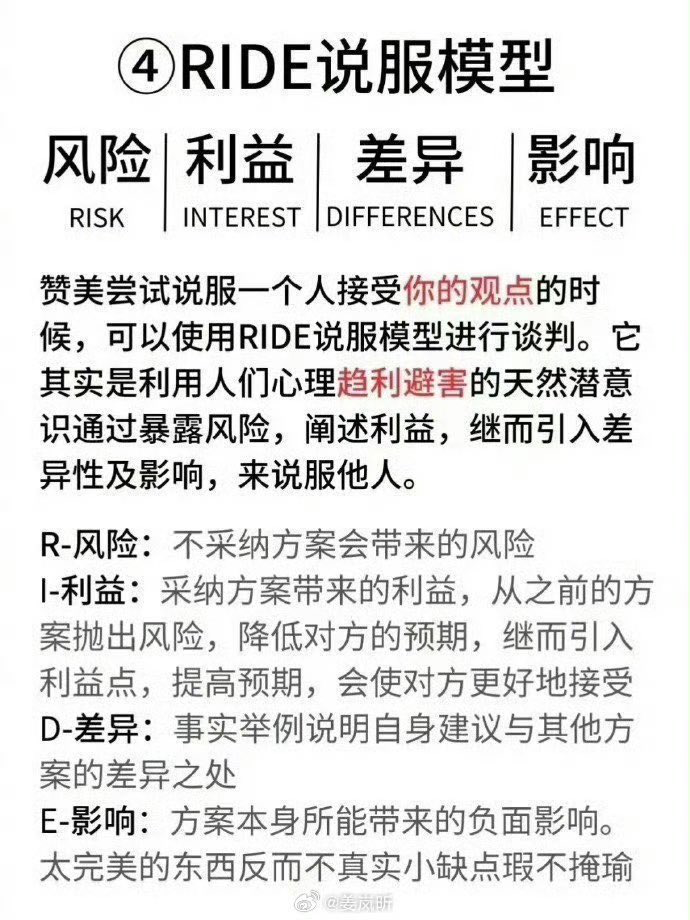 ④RIDE说服模型
风险 利益 差异 影响
RISK INTEREST DIFFERENCES EFFECT
赞美尝试说服一个人接受你的观点的时
候，可以使用RIDE说服模型进行谈判。它
其实是利用人们心理趋利避害的天然潜意
识通过暴露风险，阐述利益，继而引入差
异性及影响，来说服他人。
R-风险：不采纳方案会带来的风险
I-利益：采纳方案带来的利益，从之前的方
案抛出风险，降低对方的预期，继而引入
利益点，提高预期，会使对方更好地接受
D-差异：事实举例说明自身建议与其他方
案的差异之处
E-影响：方案本身所能带来的负面影响。
太完美的东西反而不真实小缺点瑕不掩瑜
@姜岚昕